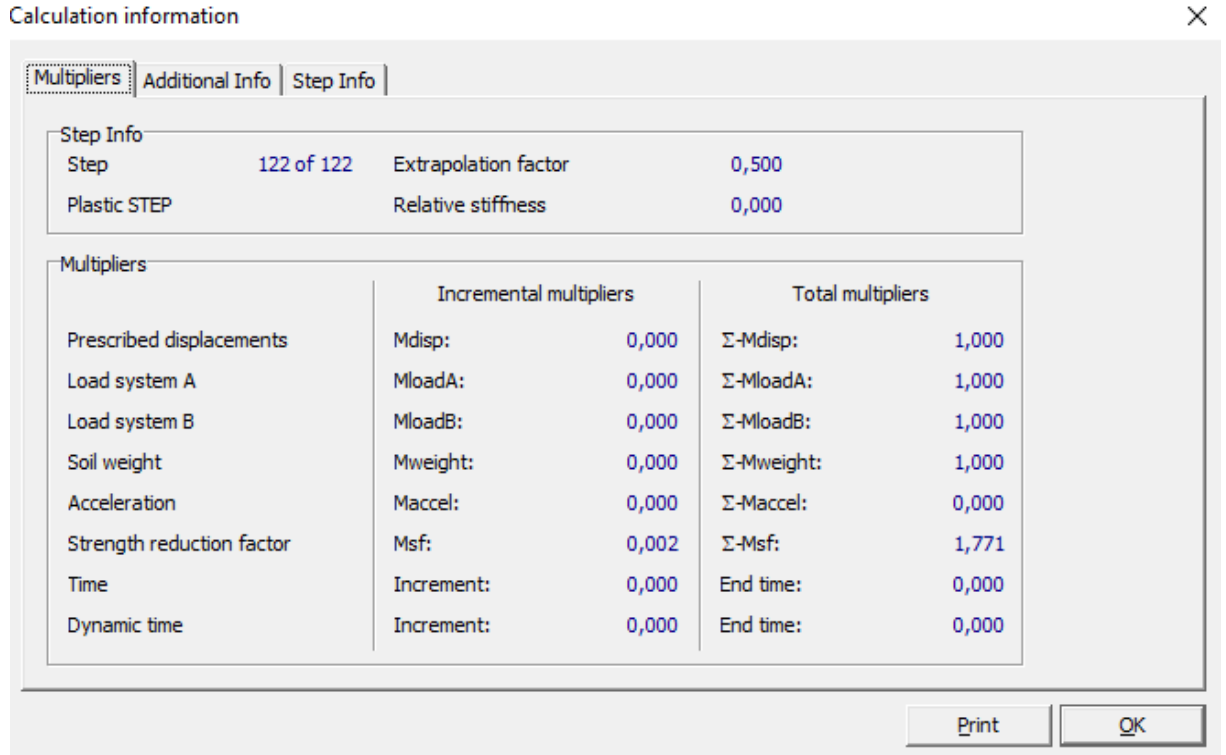 Calculation information
Multipliers Additional Info Step Info
Step Info
Step 122 of 122 Extrapolation factor 0,500
Plastic STEP Relative stiffness 0,000
Multipliers
Incremental multipliers Total multipliers
Prescribed displacements Mdisp: 0,000 Σ-Mdisp: 1,000
Load system A MloadA: 0,000 Σ-MloadA: 1,000
Load system B MloadB: 0,000 Σ-MloadB: 1,000
Soil weight Mweight: 0,000 Σ-Mweight: 1,000
Acceleration Maccel: 0,000 Σ-Maccel: 0,000
Strength reduction factor Msf: 0,002 Σ-Msf: 1,771
Time Increment: 0,000 End time: 0,000
Dynamic time Increment: 0,000 End time: 0,000
Print OK